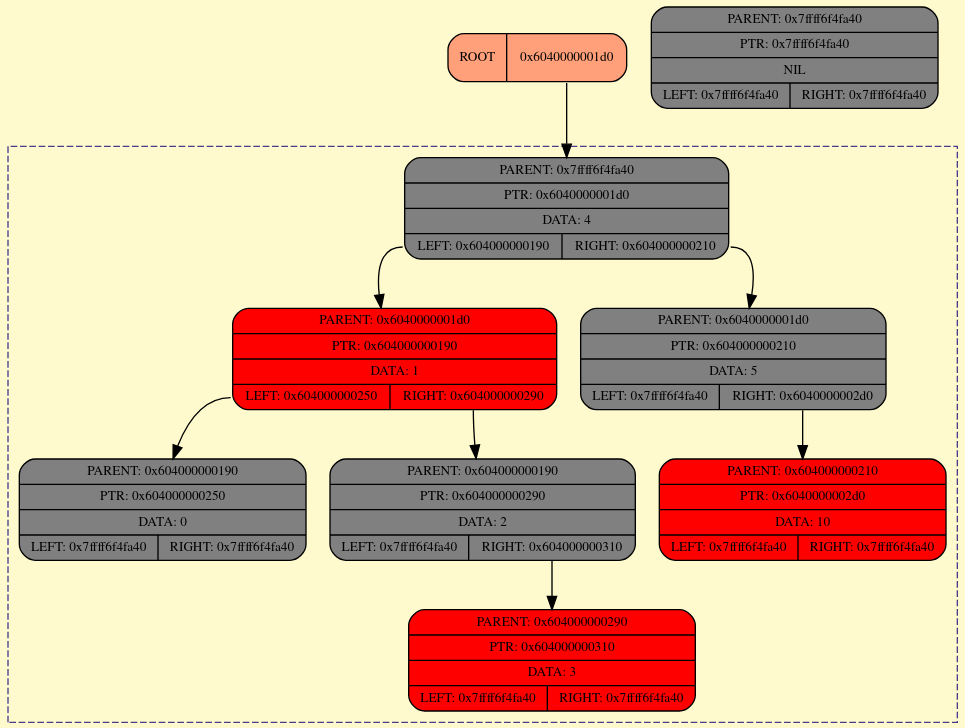 PARENT: 0x7ffff6f4fa40
PTR: 0x7ffff6f4fa40
NIL
LEFT: 0x7ffff6f4fa40 RIGHT: 0x7ffff6f4fa40
ROOT 0x6040000001d0
PARENT: 0x7ffff6f4fa40
PTR: 0x6040000001d0
DATA: 4
LEFT: 0x604000000190 RIGHT: 0x604000000210
PARENT: 0x6040000001d0
PTR: 0x604000000190
DATA: 1
LEFT: 0x604000000250 RIGHT: 0x604000000290
PARENT: 0x6040000001d0
PTR: 0x604000000210
DATA: 5
LEFT: 0x7ffff6f4fa40 RIGHT: 0x6040000002d0
PARENT: 0x604000000190
PTR: 0x604000000250
DATA: 0
LEFT: 0x7ffff6f4fa40 RIGHT: 0x7ffff6f4fa40
PARENT: 0x604000000190
PTR: 0x604000000290
DATA: 2
LEFT: 0x7ffff6f4fa40 RIGHT: 0x604000000310
PARENT: 0x604000000210
PTR: 0x6040000002d0
DATA: 10
LEFT: 0x7ffff6f4fa40 RIGHT: 0x7ffff6f4fa40
PARENT: 0x604000000290
PTR: 0x604000000310
DATA: 3
LEFT: 0x7ffff6f4fa40 RIGHT: 0x7ffff6f4fa40